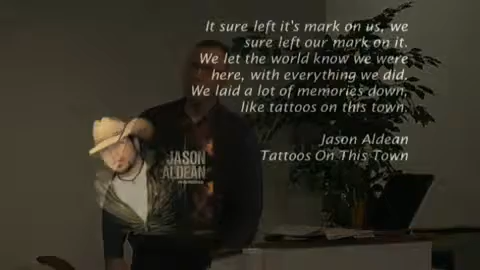 It sure left it's mark on us, we
sure left our mark on it.
We let the world know we were
here, with everything we did.
We laid a lot of memories down,
like tattoos on this town.
Jason Aldean
Tattoos On This Town
JASON
ALDEAN